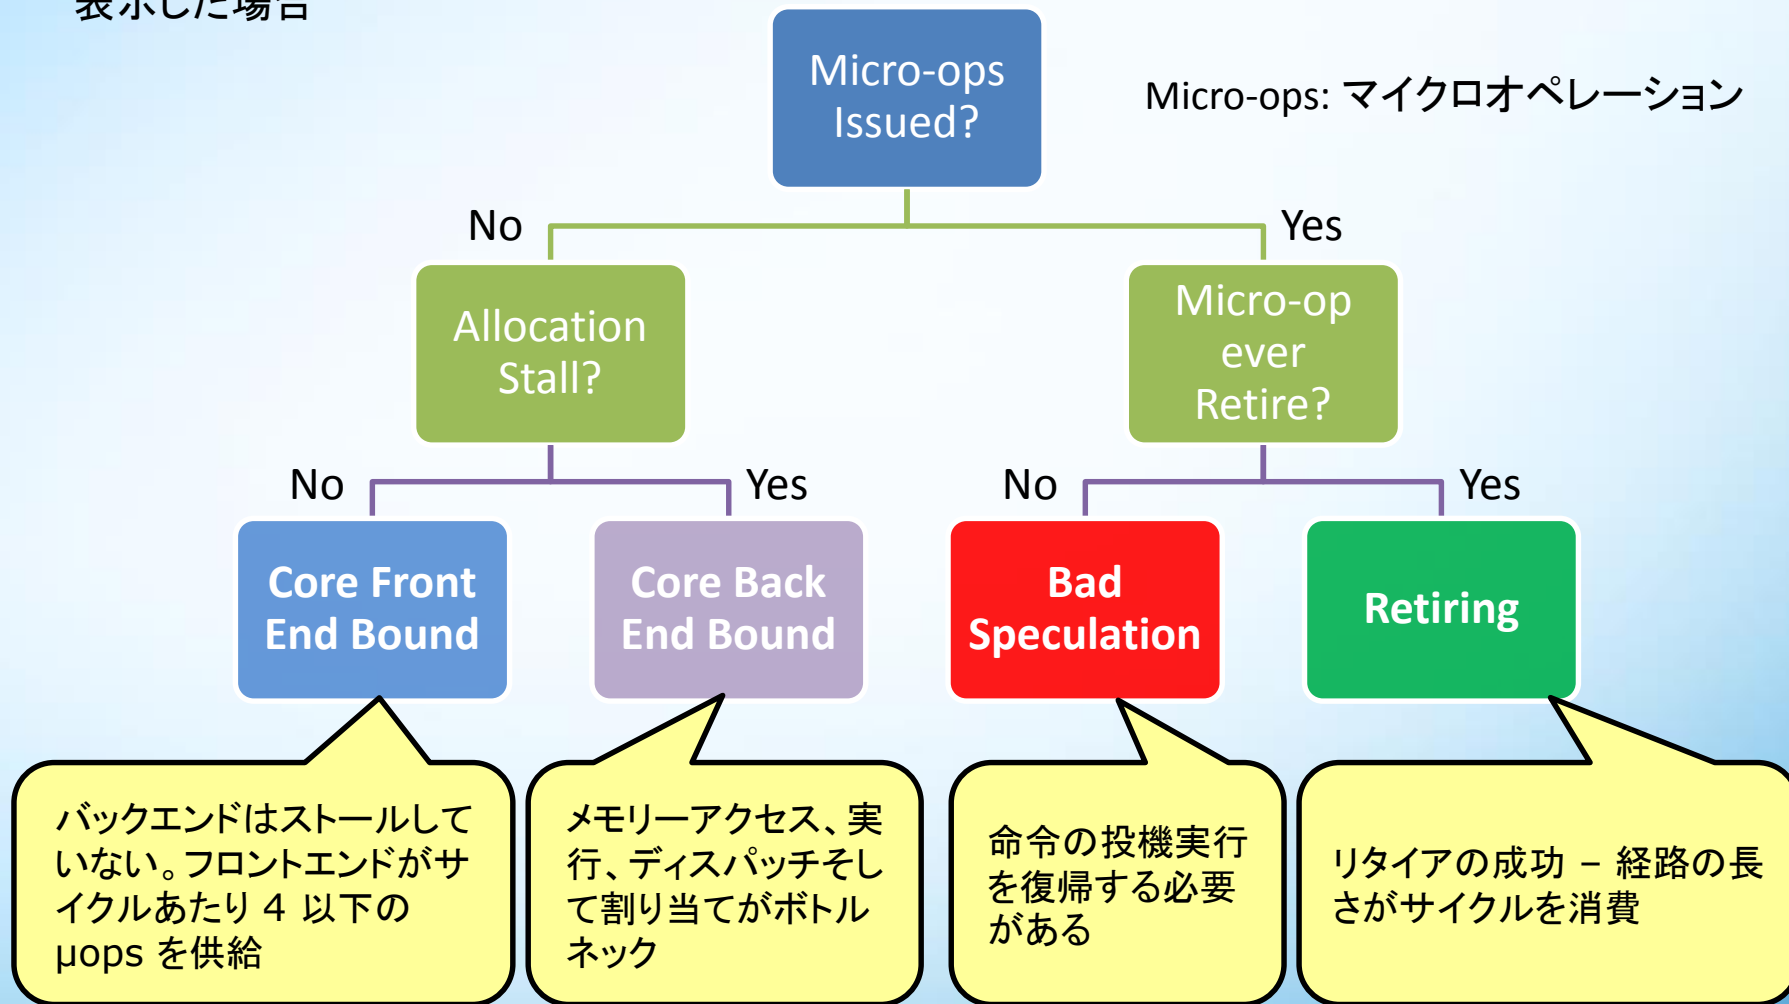 表示した場合
Micro-ops
Issued?
Micro-ops: マイクロオペレーション
No
Yes
Allocation
Stall?
Micro-op
ever
Retire?
No
Yes
No
Yes
Core Front
End Bound
Core Back
End Bound
Bad
Speculation
Retiring
バックエンドはストールして
いない。フロントエンドがサ
イクルあたり 4 以下の
μops を供給
メモリーアクセス、実
行、ディスパッチそし
て割り当てがボトル
ネック
命令の投機実行
を復帰する必要
がある
リタイアの成功 – 経路の長
さがサイクルを消費